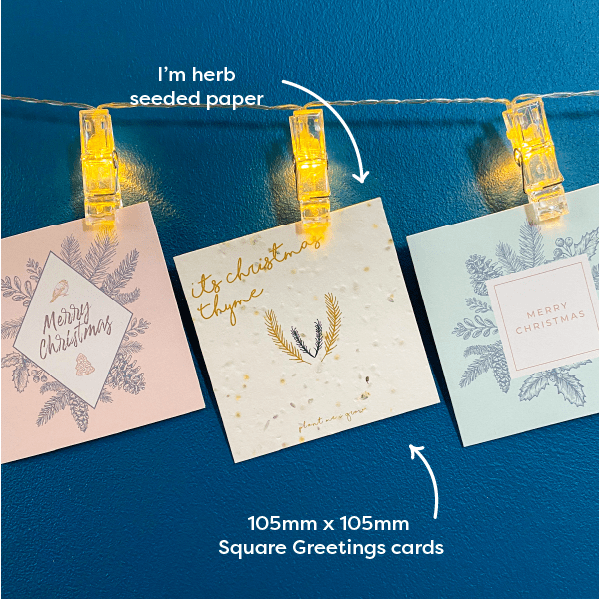 I'm herb
seeded paper
Merry
Christmas
its christmas
thyme
plant me & grow
MERRY
CHRISTMAS
105mm x 105mm
Square Greetings cards